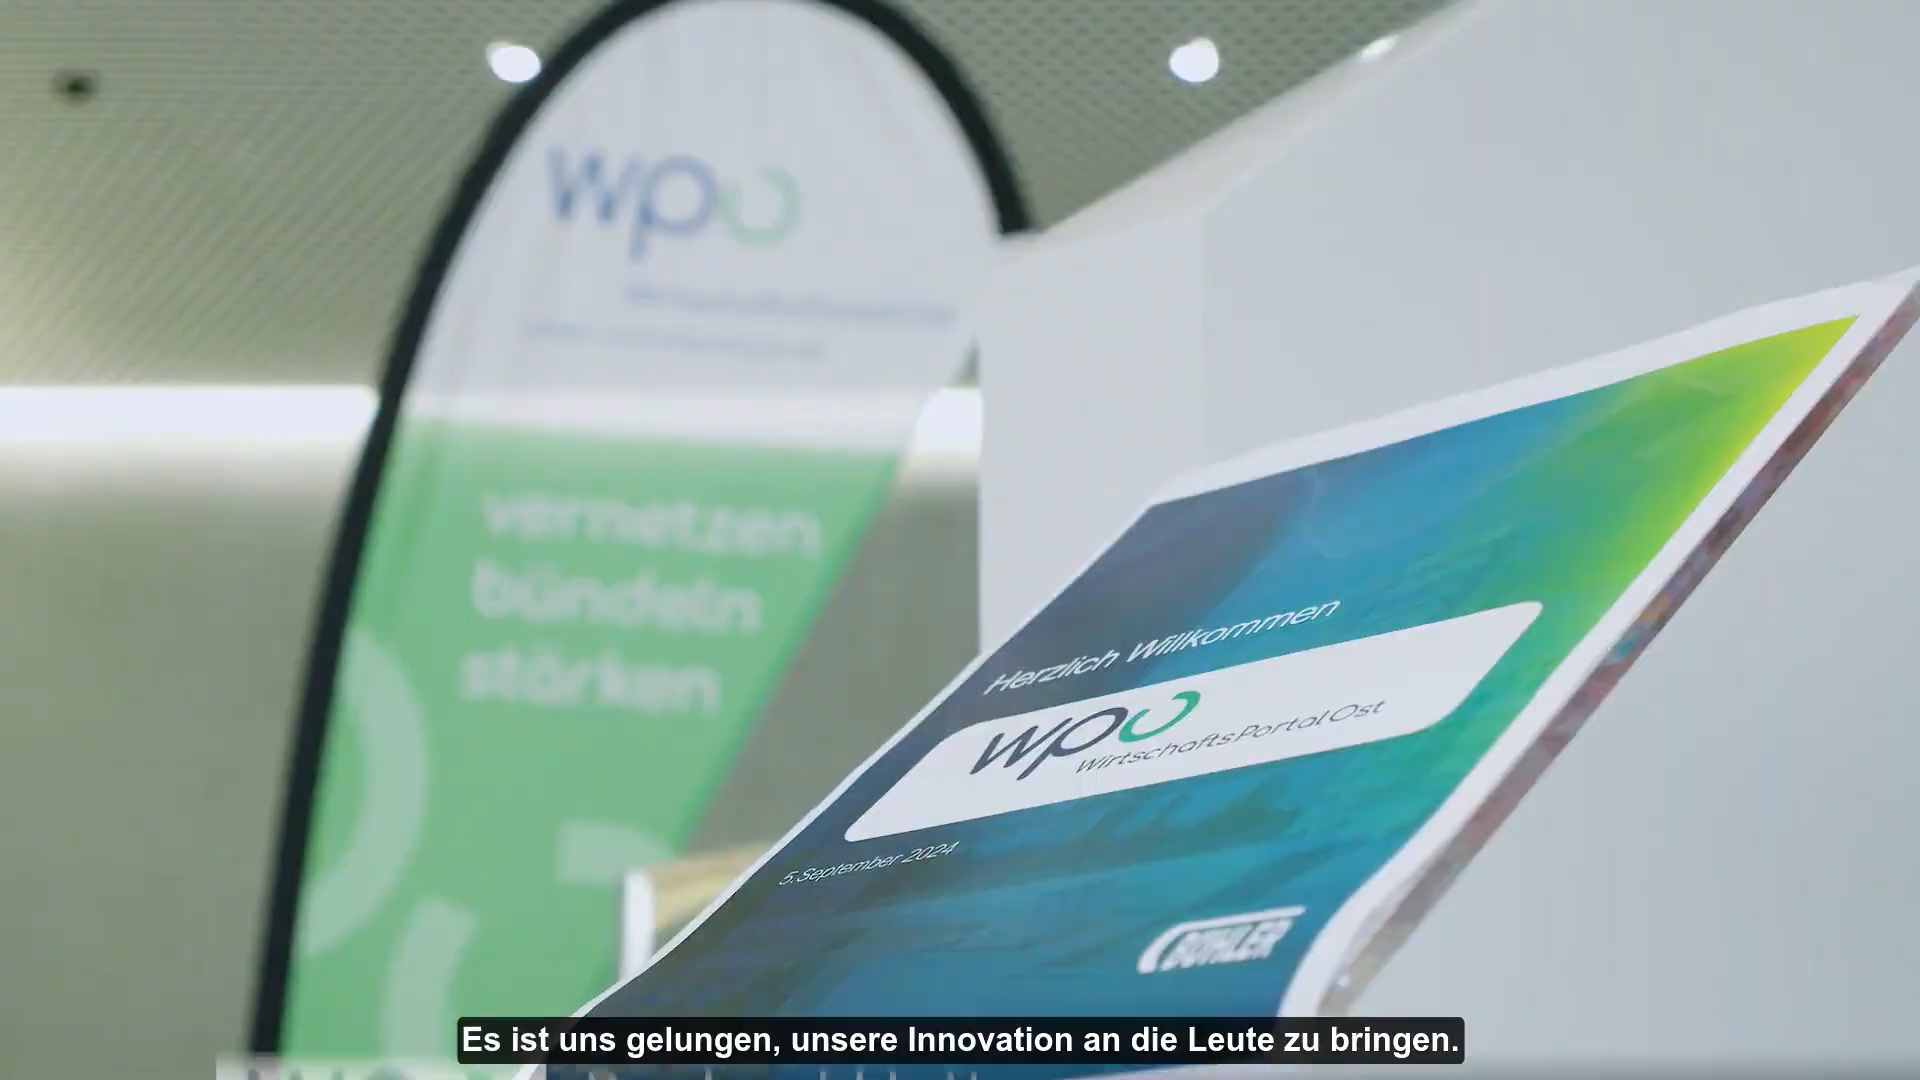 wpo
vernetzen
bündeln
stärken
Herzlich Willkommen
wpo
WirtschaftsPortalOst
5. September 2024
BÜHLER
Es ist uns gelungen, unsere Innovation an die Leute zu bringen.